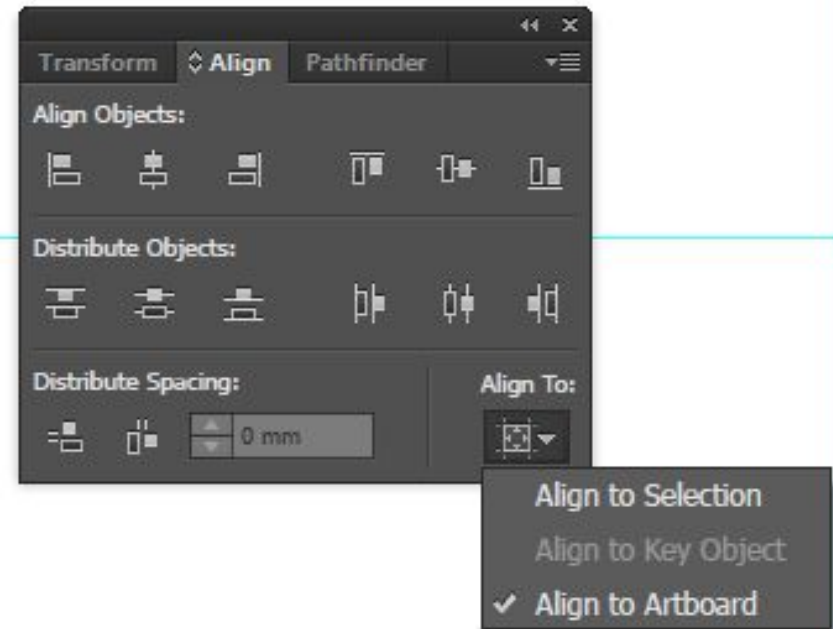 Transform Align Pathfinder
Align Objects:
Distribute Objects:
Distribute Spacing: Align To:
0 mm
Align to Selection
Align to Key Object
Align to Artboard